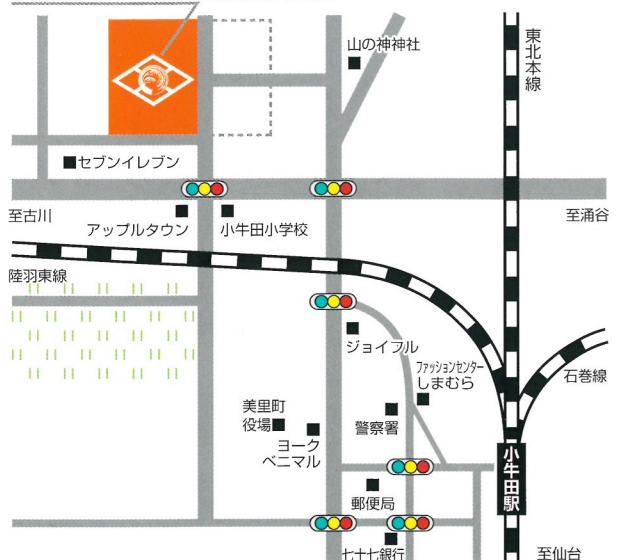 山の神神社
東北本線
セブンイレブン
至古川
アップルタウン
小牛田小学校
至涌谷
陸羽東線
ジョイフル
ファッションセンター
しまむら
石巻線
美里町
役場
ヨーク
ベニマル
警察署
小牛田駅
郵便局
七十七銀行
至仙台